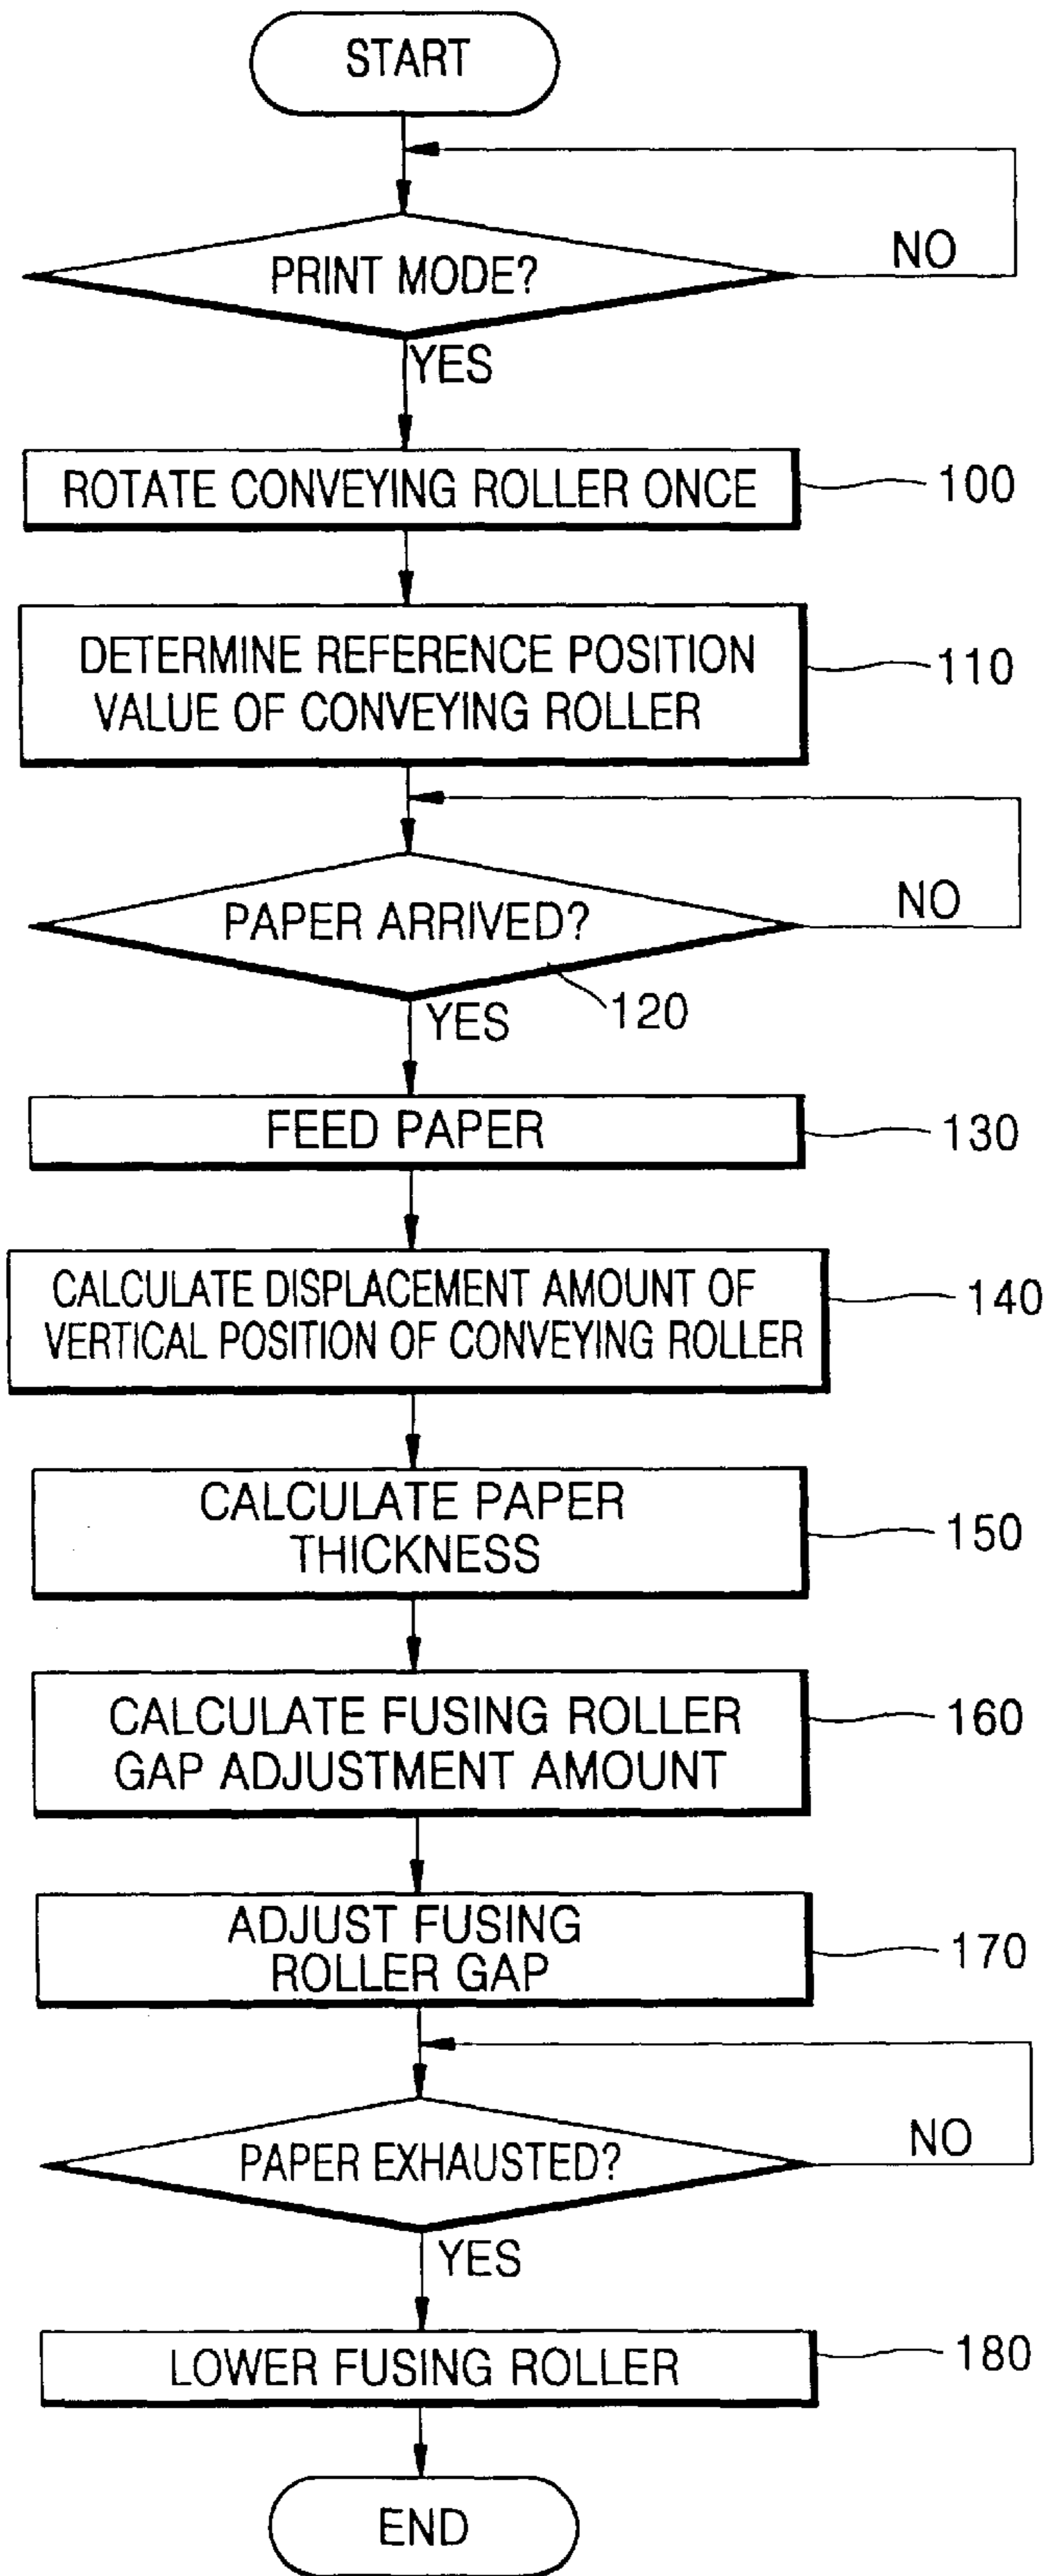 START
PRINT MODE?
NO
YES
ROTATE CONVEYING ROLLER ONCE
100
DETERMINE REFERENCE POSITION
VALUE OF CONVEYING ROLLER
110
PAPER ARRIVED?
NO
120
YES
FEED PAPER
130
CALCULATE DISPLACEMENT AMOUNT OF
VERTICAL POSITION OF CONVEYING ROLLER
140
CALCULATE PAPER
THICKNESS
150
CALCULATE FUSING ROLLER
GAP ADJUSTMENT AMOUNT
160
ADJUST FUSING
ROLLER GAP
170
PAPER EXHAUSTED?
NO
YES
LOWER FUSING ROLLER
180
END